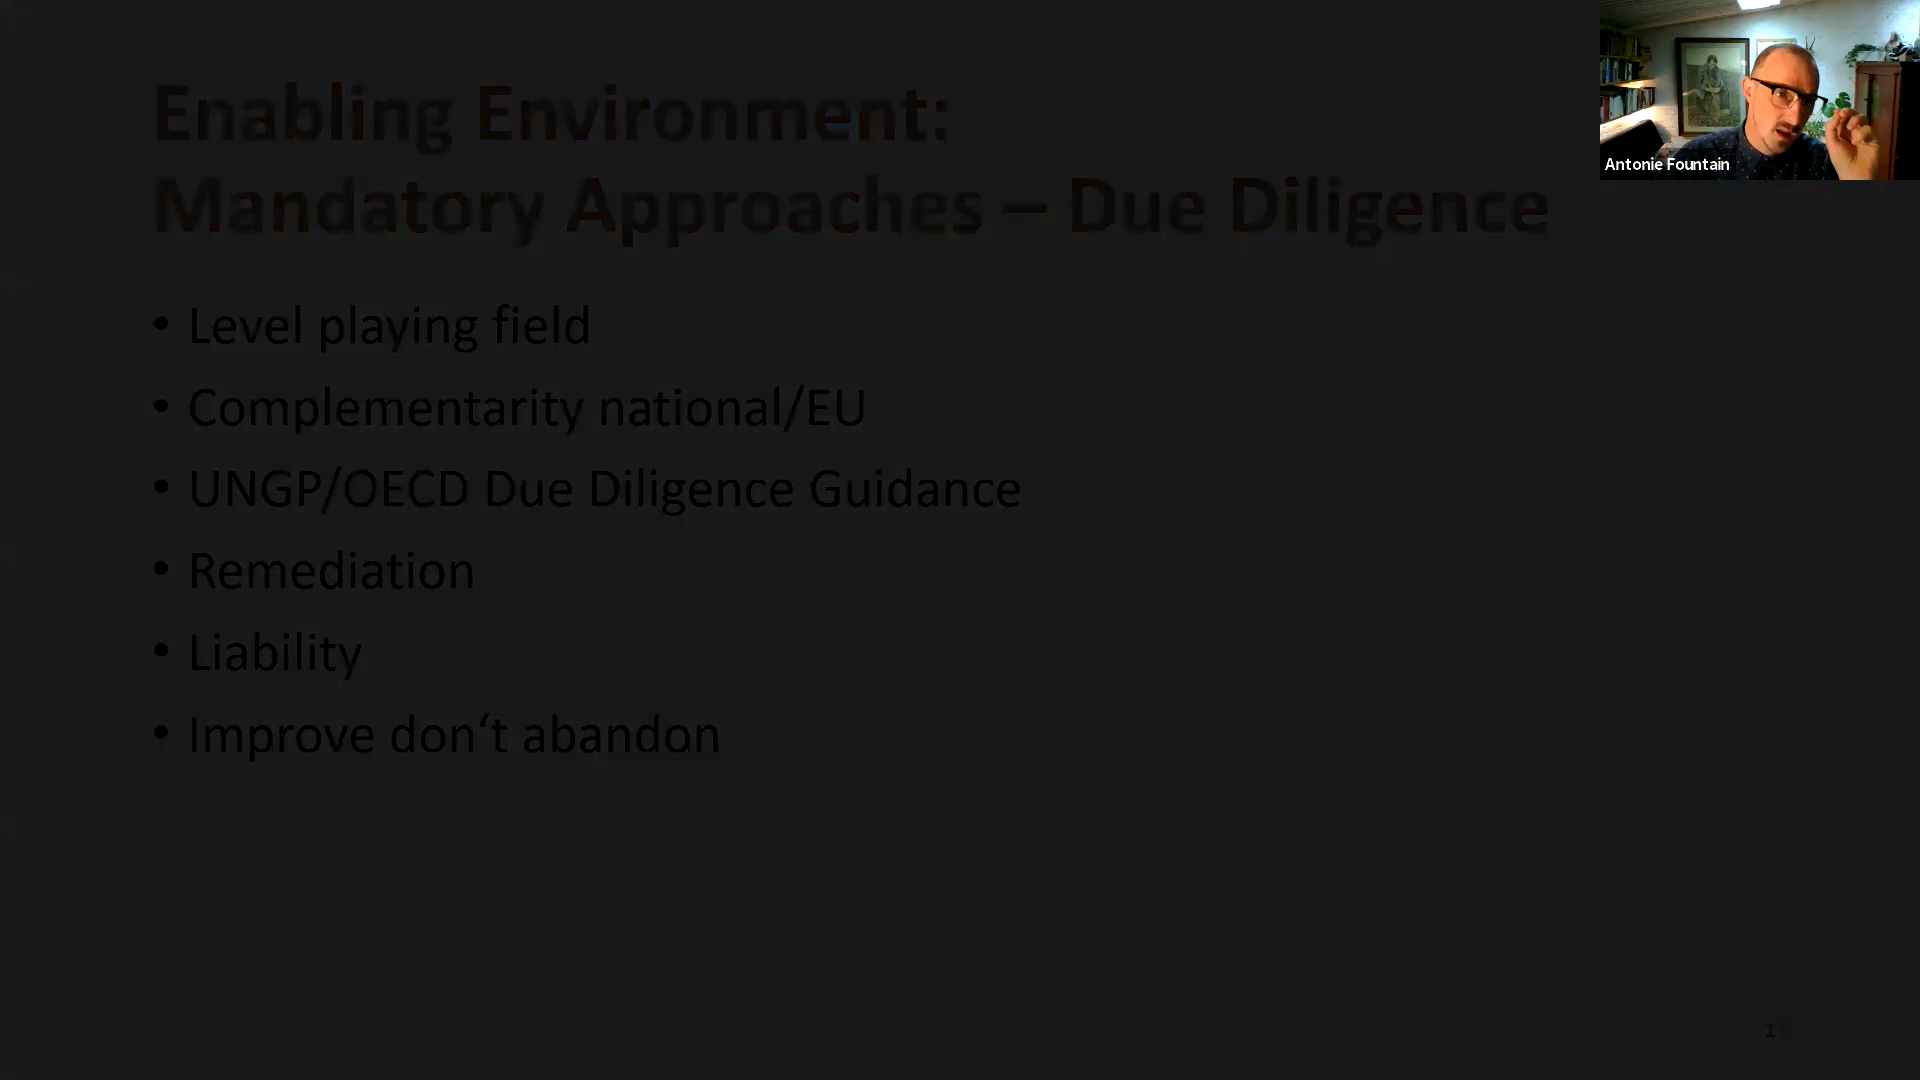 Enabling Environment:
Mandatory Approaches – Due Diligence
• Level playing field
• Complementarity national/EU
• UNGP/OECD Due Diligence Guidance
• Remediation
• Liability
• Improve don‘t abandon
Antonie Fountain